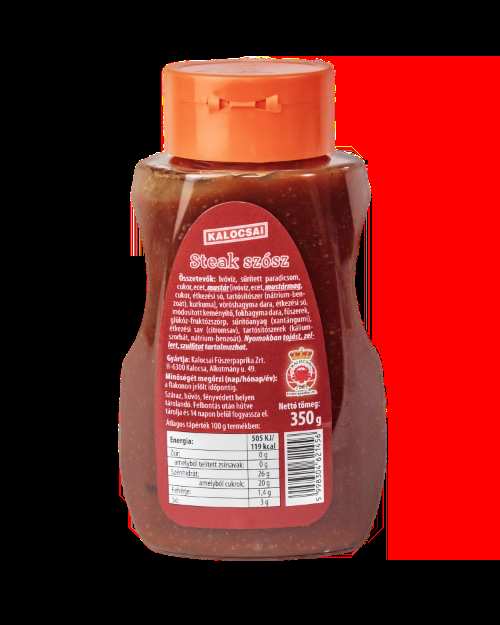 KALOCSAI
Steak szósz
Összetevők: Ivóvíz, sűrített paradicsom,
cukor, ecet, mustár(ivóvíz, ecet, mustármag,
cukor, étkezési só, tartósítószer (nátrium-ben-
zoát), kurkuma), vöröshagyma dara, étkezési só,
módosított keményítő, fokhagyma dara, fűszerek,
glükóz-fruktózszörp, sűrítőanyag (xantángumi),
étkezési sav (citromsav), tartósítószerek (kálium-
szorbát, nátrium-benzoát). Nyomokban tojást, zel-
lert, szulfitot tartalmazhat.
Gyártja: Kalocsai Fűszerpaprika Zrt.
H-6300 Kalocsa, Alkotmány u. 49.
Minőségét megőrzi (nap/hónap/év):
a flakonon jelölt időpontig.
Száraz, hűvös, fényvédett helyen
tárolandó. Felbontás után hűtve
tárolja és 14 napon belül fogyassza el.
Átlagos tápérték 100 g termékben:
Energia: 505 KJ/
119 kcal
Zsír: 0 g
amelyből telített zsírsavak: 0 g
Szénhidrát: 26 g
amelyből cukrok: 20 g
Fehérje: 1,4 g
Só: 3 g
KALOCSA
Nettó tömeg:
350 g
5 998304 621456